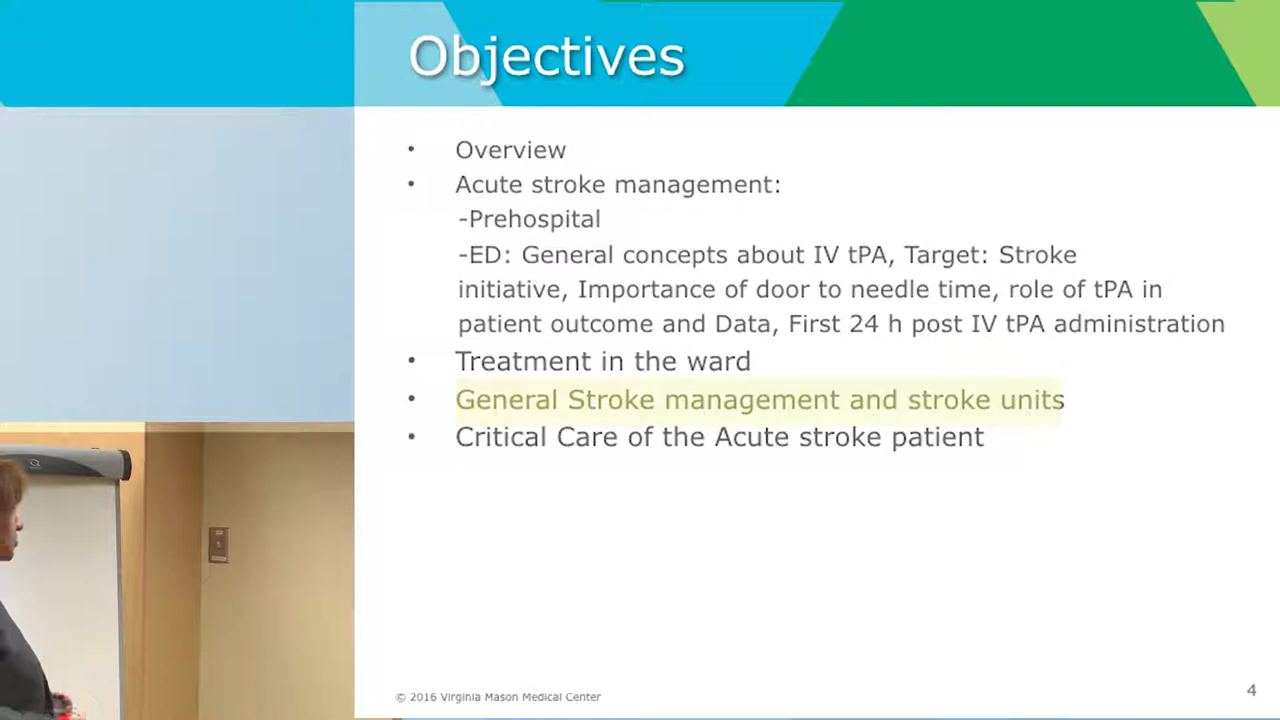 Objectives
• Overview
• Acute stroke management:
-Prehospital
-ED: General concepts about IV tPA, Target: Stroke
initiative, Importance of door to needle time, role of tPA in
patient outcome and Data, First 24 h post IV tPA administration
• Treatment in the ward
• General Stroke management and stroke units
• Critical Care of the Acute stroke patient
© 2016 Virginia Mason Medical Center
4